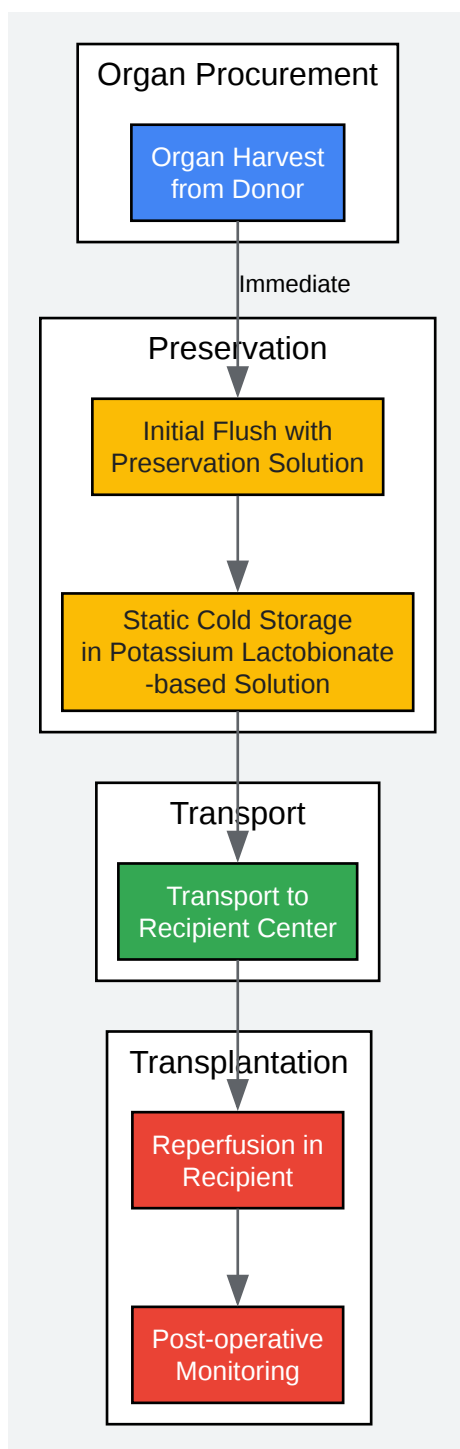 Organ Procurement
Organ Harvest
from Donor
Immediate
Preservation
Initial Flush with
Preservation Solution
Static Cold Storage
in Potassium Lactobionate
-based Solution
Transport
Transport to
Recipient Center
Transplantation
Reperfusion in
Recipient
Post-operative
Monitoring